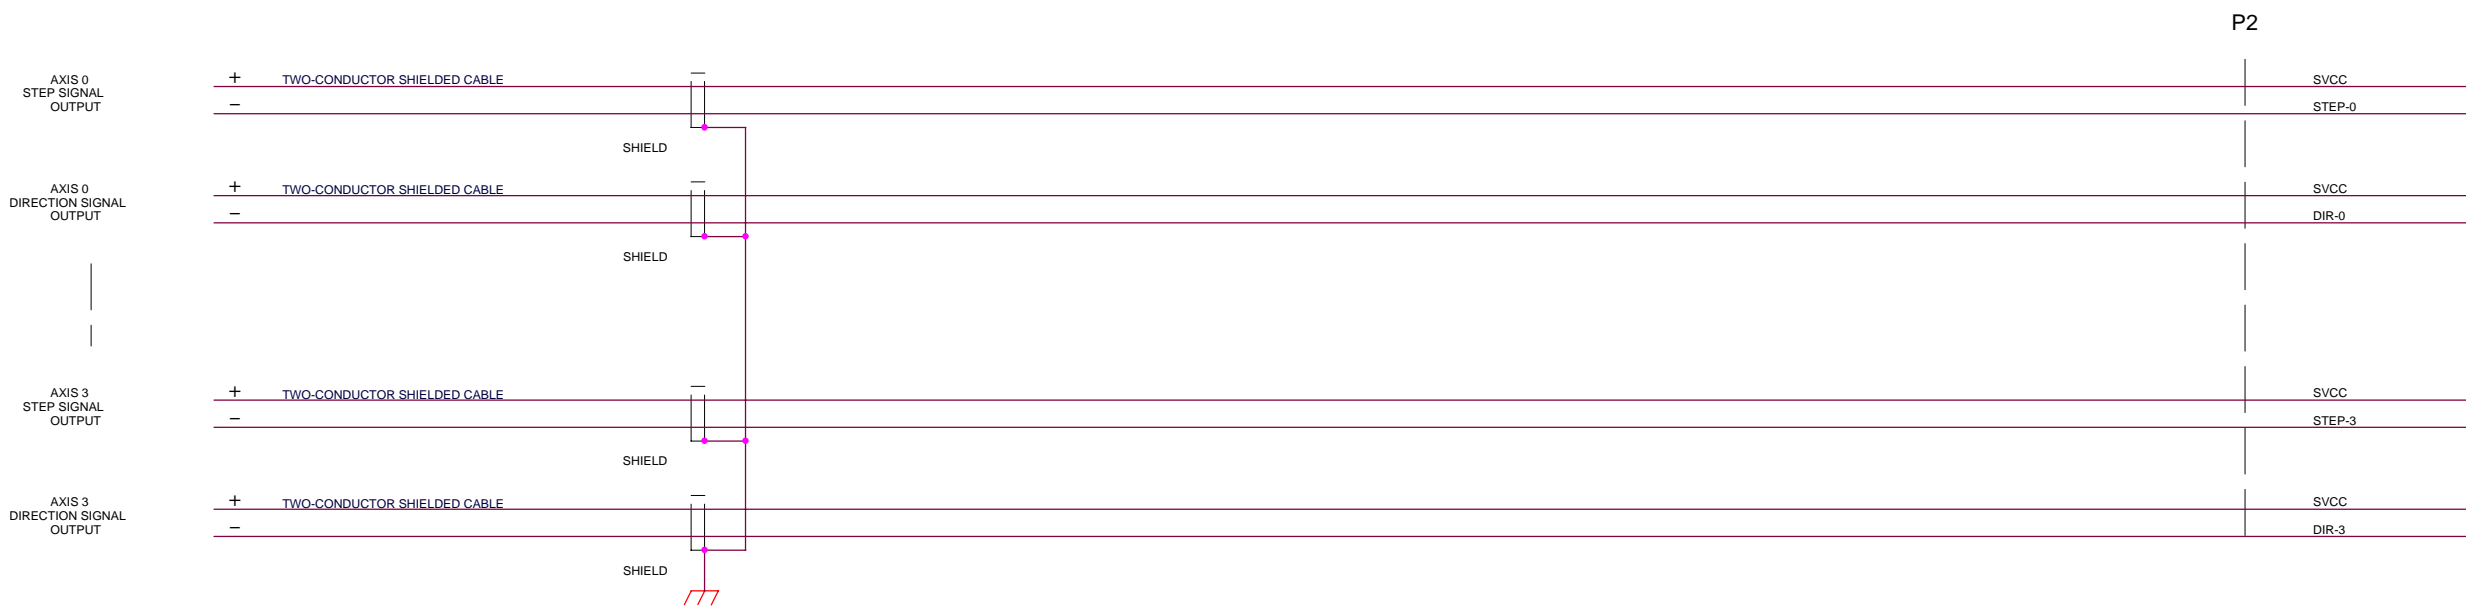 P2
AXIS 0
STEP SIGNAL
OUTPUT
+
TWO-CONDUCTOR SHIELDED CABLE
SVCC
−
STEP-0
SHIELD
AXIS 0
DIRECTION SIGNAL
OUTPUT
+
TWO-CONDUCTOR SHIELDED CABLE
SVCC
−
DIR-0
SHIELD
AXIS 3
STEP SIGNAL
OUTPUT
+
TWO-CONDUCTOR SHIELDED CABLE
SVCC
−
STEP-3
SHIELD
AXIS 3
DIRECTION SIGNAL
OUTPUT
+
TWO-CONDUCTOR SHIELDED CABLE
SVCC
−
DIR-3
SHIELD